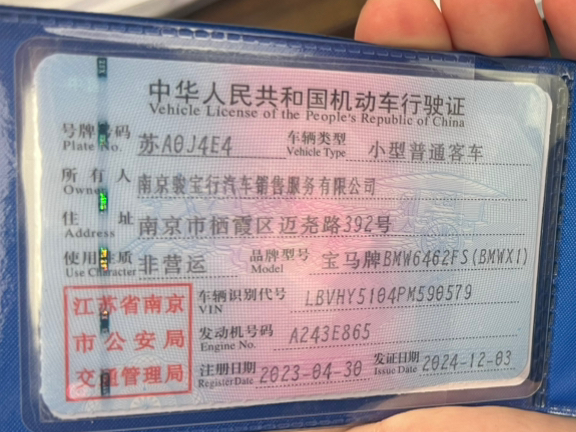 中华人民共和国机动车行驶证
Vehicle License of the People's Republic of China
号牌号码 苏A0J4E4 车辆类型 小型普通客车
Plate No. Vehicle Type
所有人 南京骏宝行汽车销售服务有限公司
Owner
住址 南京市栖霞区迈尧路392号
Address
使用性质 非营运 品牌型号 宝马牌BMW6462FS(BMWX1)
Use Character Model
江苏省南京
市公安局
交通管理局
车辆识别代号 LBVHY5104PM590579
VIN
发动机号码 A243E865
Engine No.
注册日期 2023-04-30 发证日期 2024-12-03
Register Date Issue Date